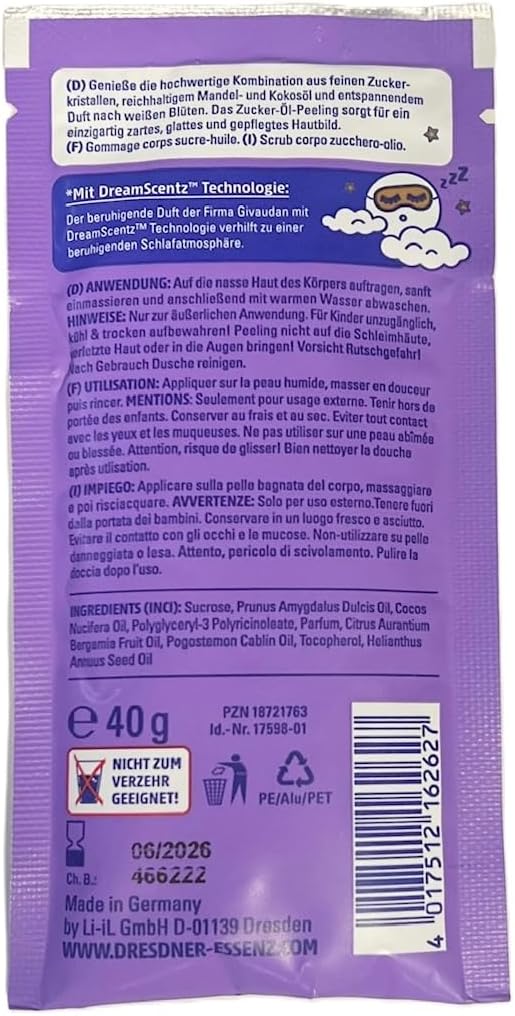 (D) Genieße die hochwertige Kombination aus feinen Zucker-
kristallen, reichhaltigem Mandel- und Kokosöl und entspannendem
Duft nach weißen Blüten. Das Zucker-Öl-Peeling sorgt für ein
einzigartig zartes, glattes und gepflegtes Hautbild.
(F) Gommage corps sucre-huile. (I) Scrub corpo zucchero-olio.
*Mit DreamScentz™ Technologie:
Der beruhigende Duft der Firma Givaudan mit
DreamScentz™ Technologie verhilft zu einer
beruhigenden Schlafatmosphäre.
zzZ
(D) ANWENDUNG: Auf die nasse Haut des Körpers auftragen, sanft
einmassieren und anschließend mit warmen Wasser abwaschen.
HINWEISE: Nur zur äußerlichen Anwendung. Für Kinder unzugänglich,
kühl & trocken aufbewahren! Peeling nicht auf die Schleimhäute,
verletzte Haut oder in die Augen bringen! Vorsicht Rutschgefahr!
Nach Gebrauch Dusche reinigen.
(F) UTILISATION: Appliquer sur la peau humide, masser en douceur
puis rincer. MENTIONS: Seulement pour usage externe. Tenir hors de
portée des enfants. Conserver au frais et au sec. Eviter tout contact
avec les yeux et les muqueuses. Ne pas utiliser sur une peau abîmée
ou blessée. Attention, risque de glisser! Bien nettoyer la douche
après utlisation.
(I) IMPIEGO: Applicare sulla pelle bagnata del corpo, massaggiare
e poi risciacquare. AVVERTENZE: Solo per uso esterno.Tenere fuori
dalla portata dei bambini. Conservare in un luogo fresco e asciutto.
Evitare il contatto con gli occhi e le mucose. Non-utilizzare su pelle
danneggiata o lesa. Attento, pericolo di scivolamento. Pulire la
doccia dopo l'uso.
INGREDIENTS (INCI): Sucrose, Prunus Amygdalus Dulcis Oil, Cocos
Nucifera Oil, Polyglyceryl-3 Polyricinoleate, Parfum, Citrus Aurantium
Bergamia Fruit Oil, Pogostemon Cablin Oil, Tocopherol, Helianthus
Annuus Seed Oil
℮ 40 g
PZN 18721763
Id.-Nr. 17598-01
NICHT ZUM
VERZEHR
GEEIGNET!
PE/Alu/PET
06/2026
Ch. B.: 466222
Made in Germany
by Li-iL GmbH D-01139 Dresden
WWW.DRESDNER-ESSENZ.COM
4 017512 162627